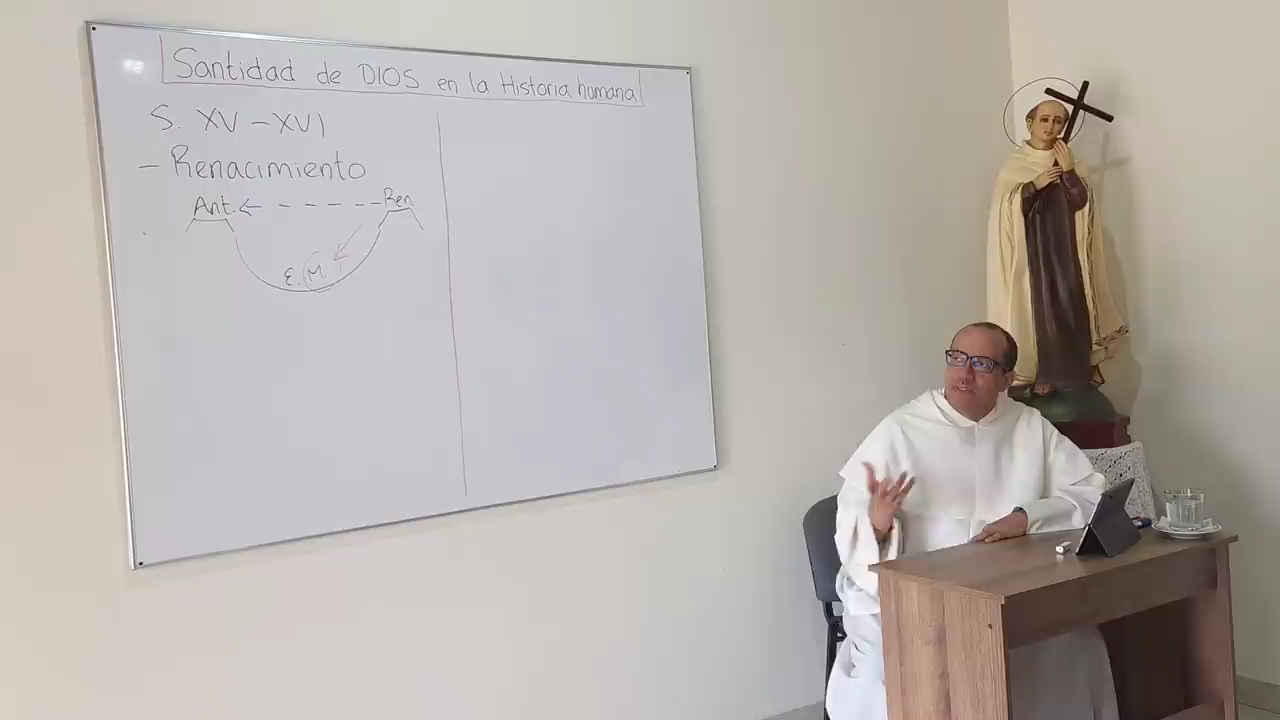 Santidad de DIOS en la Historia humana
S. XV - XVI
- Renacimiento
Ant. Ren
E. M.